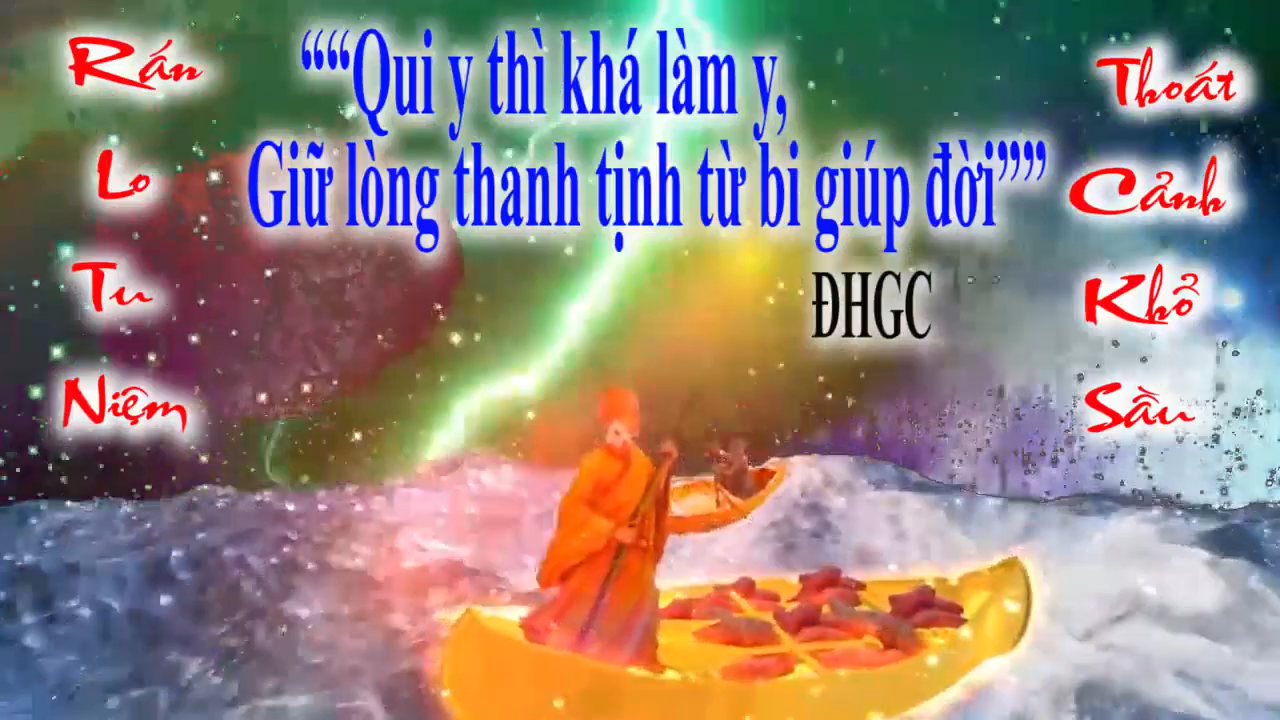 Rấn
Lo
Tu
Niệm
““Qui y thì khá làm y,
Giữ lòng thanh tịnh từ bi giúp đời””
ĐHGC
Thoát
Cảnh
Khổ
Sầu